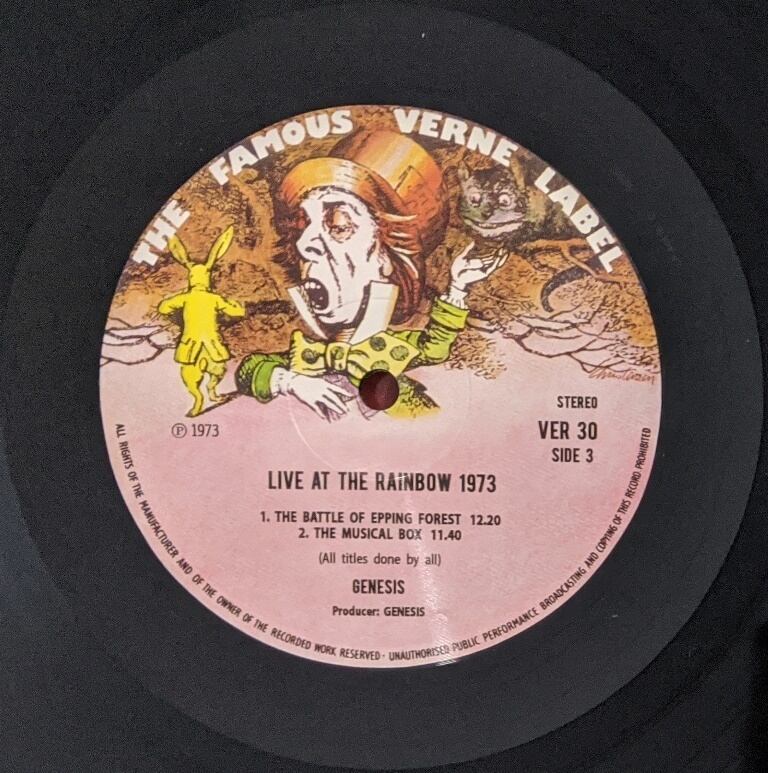 THE FAMOUS VERNE LABEL
STEREO
VER 30
SIDE 3
℗ 1973
LIVE AT THE RAINBOW 1973
1. THE BATTLE OF EPPING FOREST 12.20
2. THE MUSICAL BOX 11.40
(All titles done by all)
GENESIS
Producer: GENESIS
ALL RIGHTS OF THE MANUFACTURER AND OF THE OWNER OF THE RECORDED WORK RESERVED · UNAUTHORISED PUBLIC PERFORMANCE BROADCASTING AND COPYING OF THIS RECORD PROHIBITED